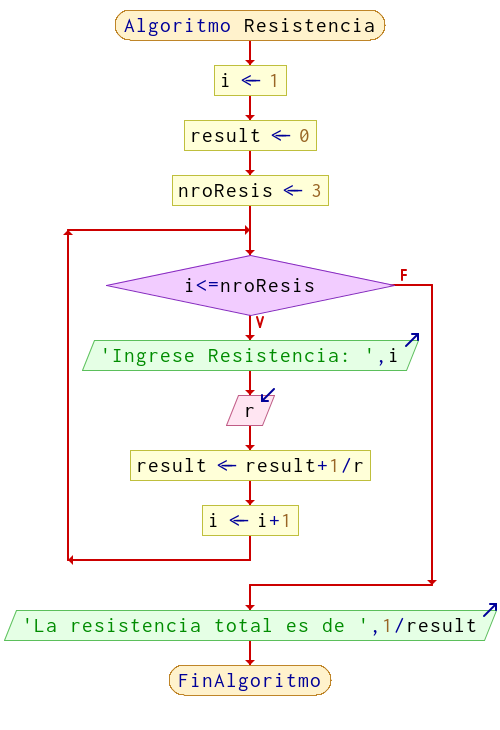 Algoritmo Resistencia
i ← 1
result ← 0
nroResis ← 3
i<=nroResis
F
V
'Ingrese Resistencia: ',i
r
result ← result+1/r
i ← i+1
'La resistencia total es de ',1/result
FinAlgoritmo